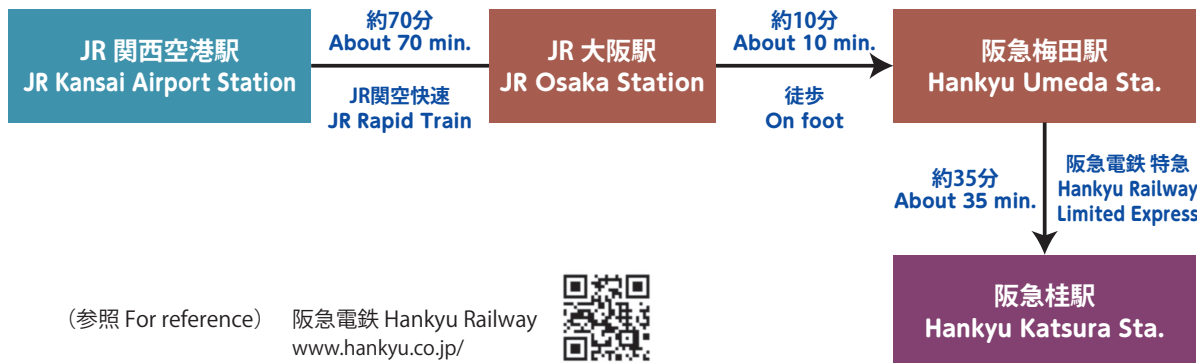 JR 関西空港駅
JR Kansai Airport Station
約70分
About 70 min.
JR関空快速
JR Rapid Train
JR 大阪駅
JR Osaka Station
約10分
About 10 min.
徒歩
On foot
阪急梅田駅
Hankyu Umeda Sta.
約35分
About 35 min.
阪急電鉄 特急
Hankyu Railway
Limited Express
阪急桂駅
Hankyu Katsura Sta.
（参照 For reference） 阪急電鉄 Hankyu Railway
www.hankyu.co.jp/